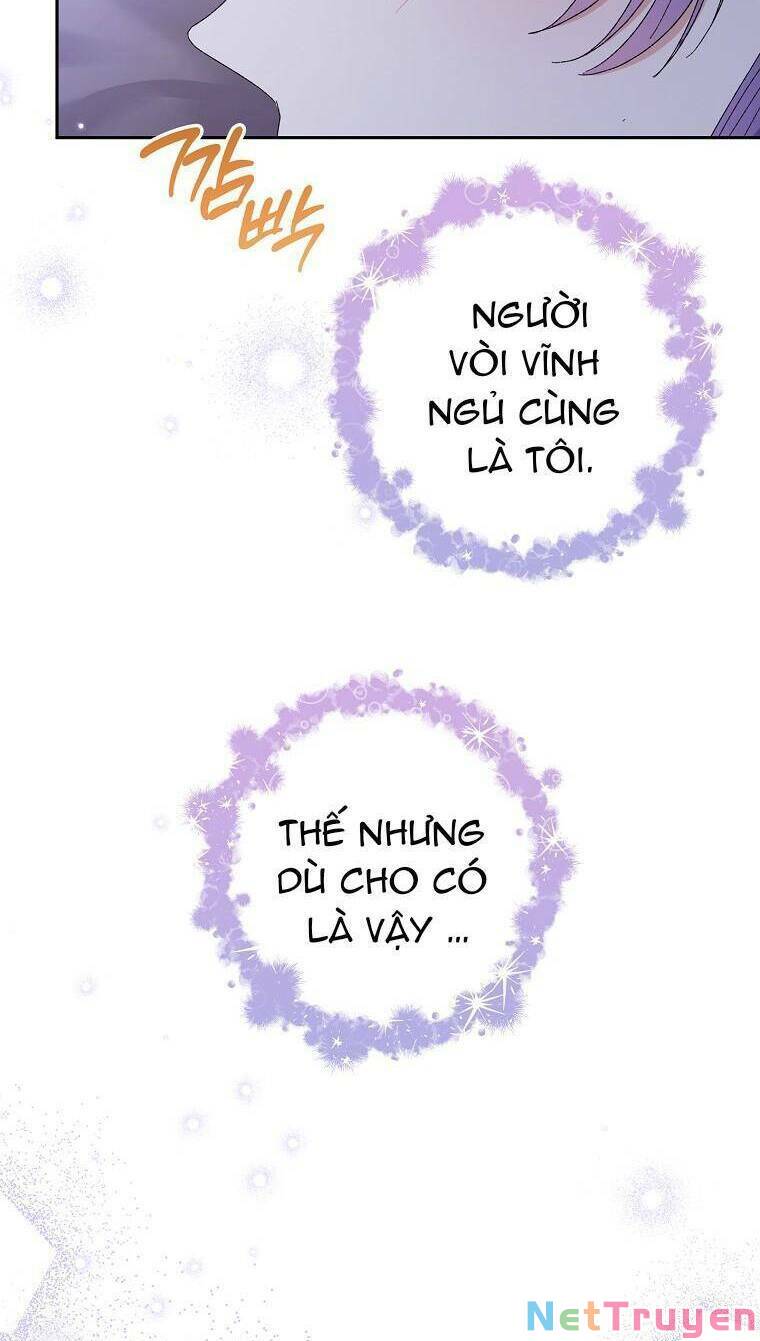 깜빡
NGƯỜI
VÒI VĨNH
NGỦ CÙNG
LÀ TÔI.
THẾ NHƯNG
DÙ CHO CÓ
LÀ VẬY ...
NetTruyen